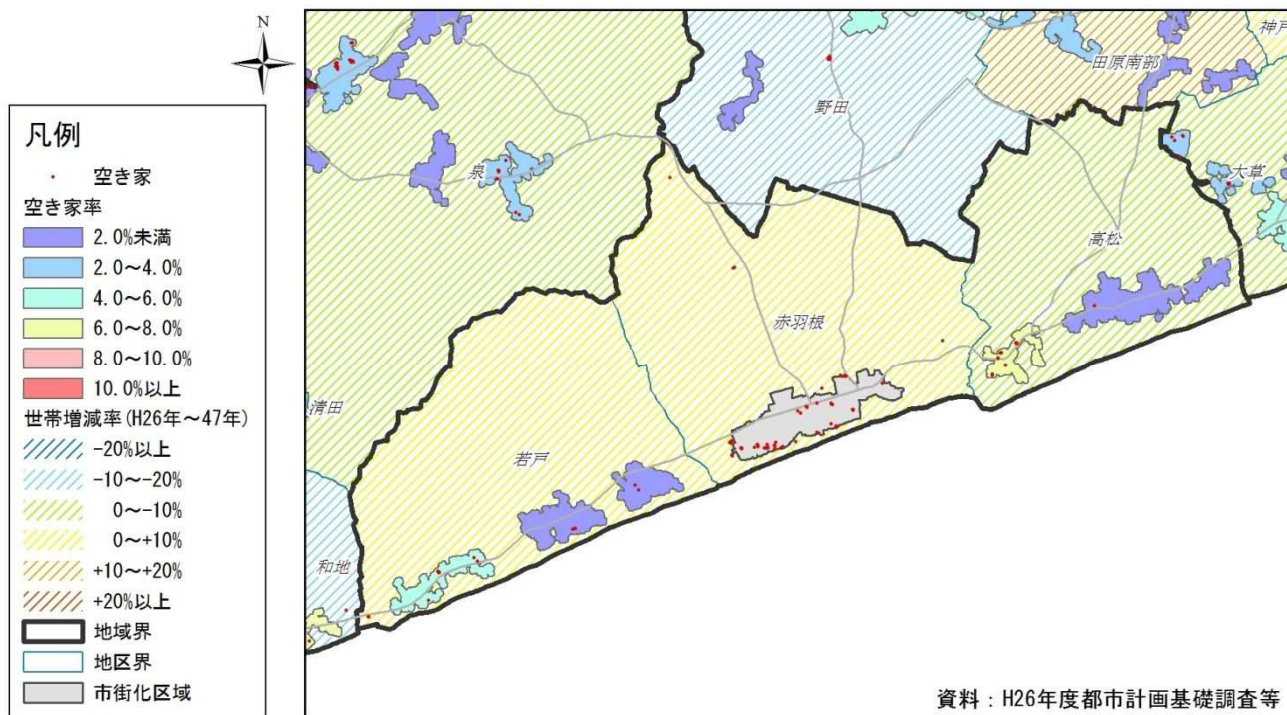 N
凡例
空き家
空き家率
2.0%未満
2.0～4.0%
4.0～6.0%
6.0～8.0%
8.0～10.0%
10.0%以上
世帯増減率(H26年～47年)
-20%以上
-10～-20%
0～-10%
0～+10%
+10～+20%
+20%以上
地域界
地区界
市街化区域
神戸
田原南部
野田
泉
大草
高松
赤羽根
清田
若戸
和地
資料：H26年度都市計画基礎調査等